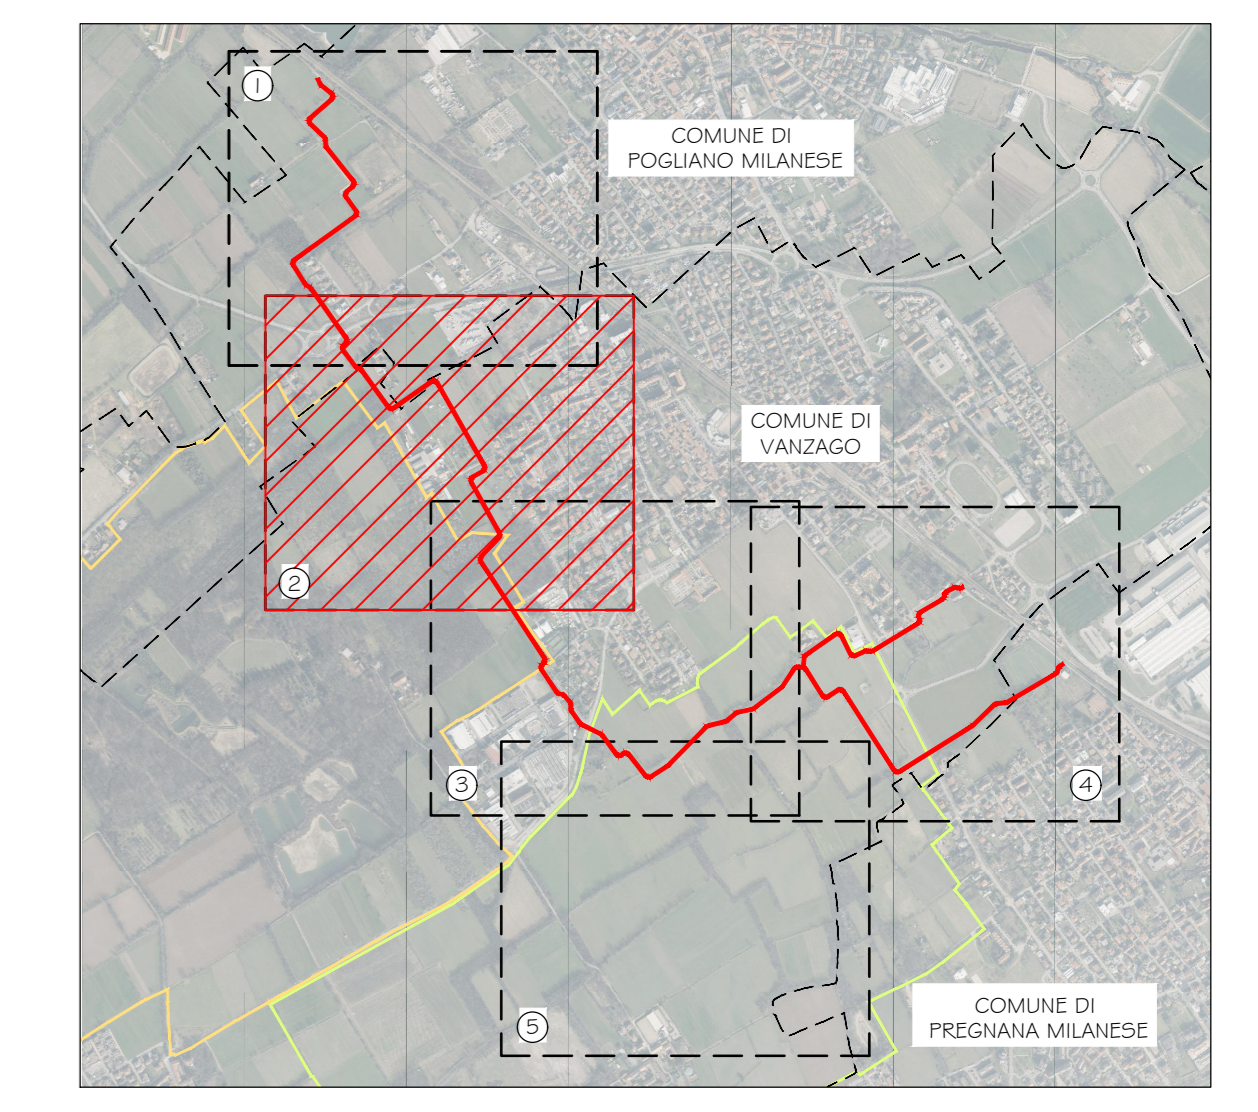 1
COMUNE DI
POGLIANO MILANESE
COMUNE DI
VANZAGO
2
3
4
COMUNE DI
PREGNANA MILANESE
5